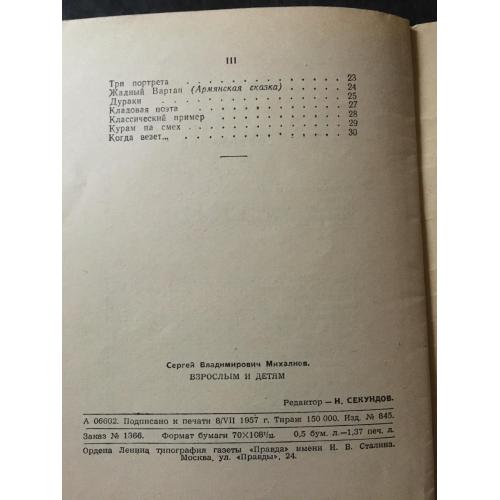 III
Три портрета . . . . . . . . . . . . . 23
Жадный Вартан (Армянская сказка) . . . . . 24
Дураки . . . . . . . . . . . . . . 25
Кладовая поэта . . . . . . . . . . . . 27
Классический пример . . . . . . . . . . 28
Курам на смех . . . . . . . . . . . . 29
Когда везет... . . . . . . . . . . . . 30
Сергей Владимирович Михалков.
ВЗРОСЛЫМ И ДЕТЯМ
Редактор — Н. СЕКУНДОВ.
А 06602. Подписано к печати 8/VII 1957 г. Тираж 150 000. Изд. № 845.
Заказ № 1366. Формат бумаги 70×108¹/₃₂. 0,5 бум. л.—1,37 печ. л.
Ордена Ленина типография газеты «Правда» имени И. В. Сталина.
Москва, ул. «Правды», 24.